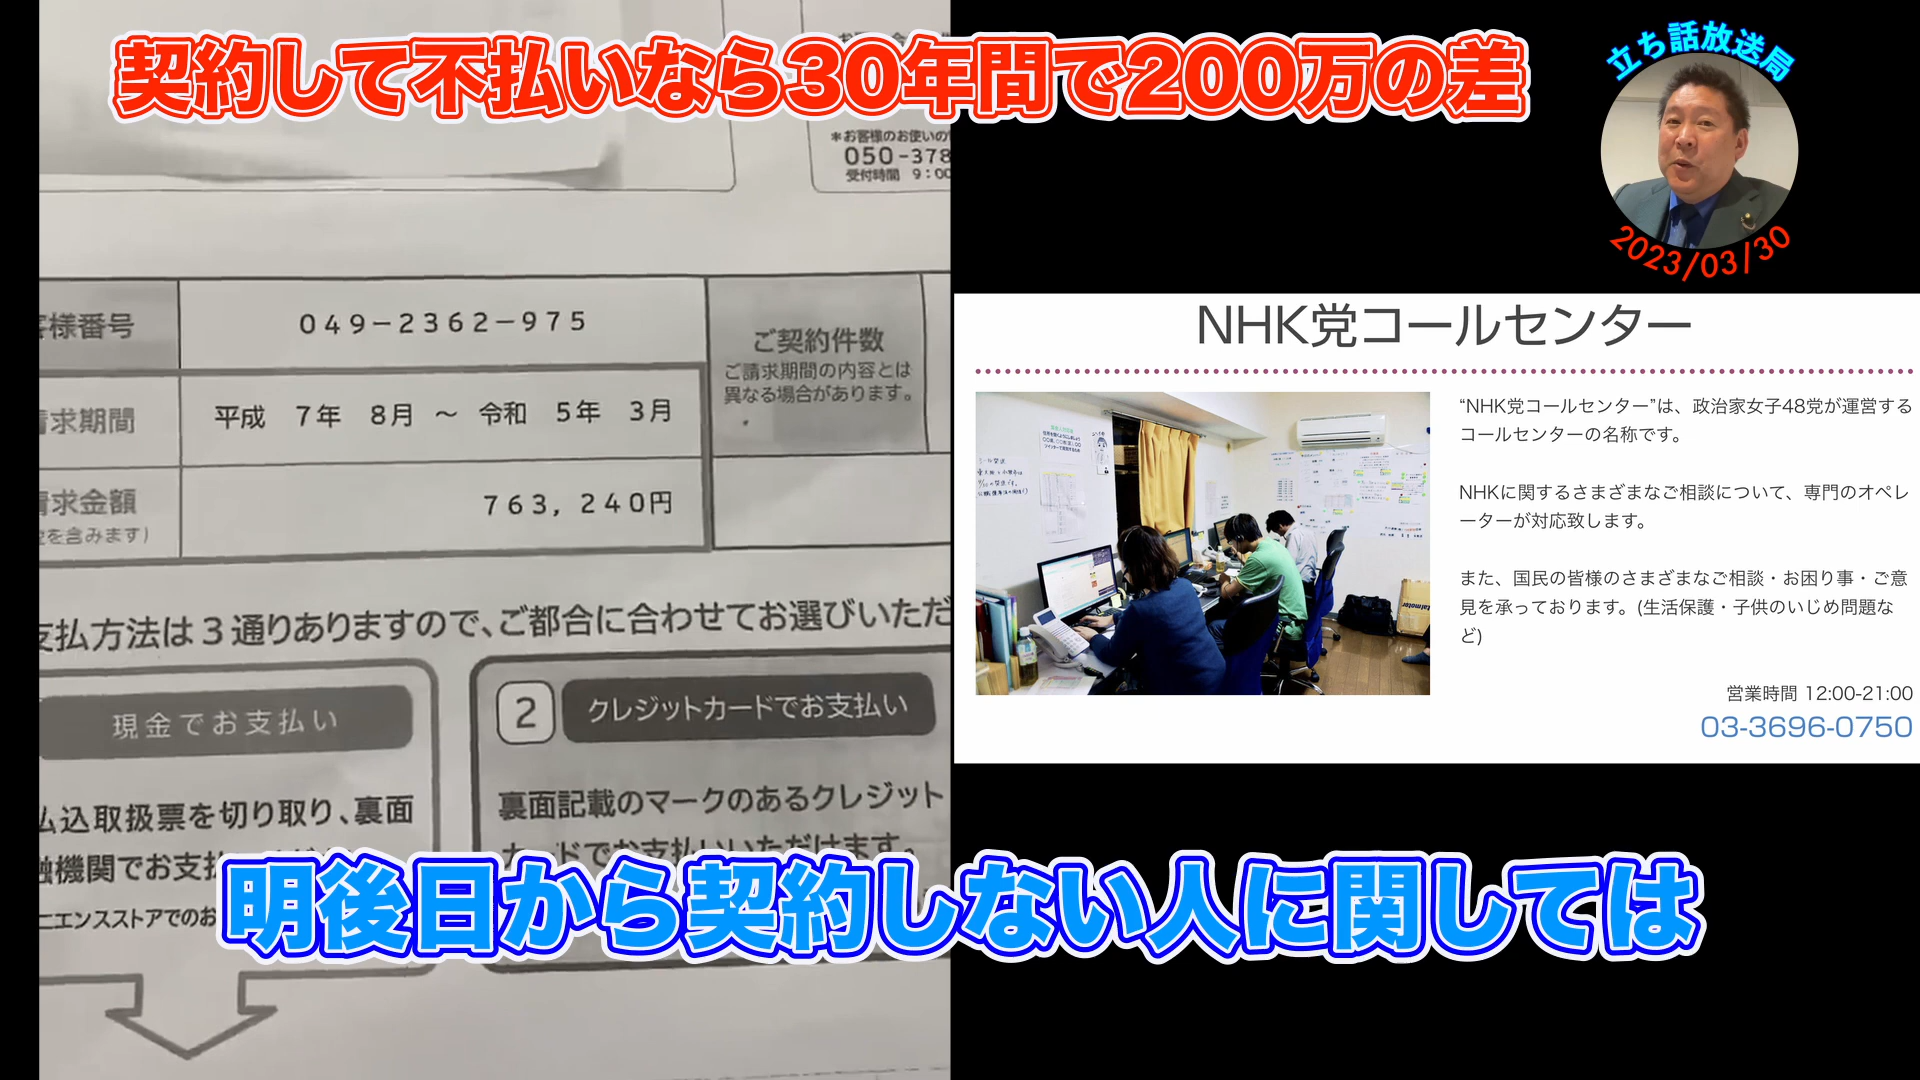 契約して不払いなら30年間で200万の差
立ち話放送局
2023/03/30
*お客様のお使いの
050-378
受付時間 9:00
客様番号
049-2362-975
ご契約件数
ご請求期間の内容とは
異なる場合があります。
請求期間
平成 7年 8月 ~ 令和 5年 3月
請求金額
763,240円
を含みます)
支払方法は3通りありますので、ご都合に合わせてお選びいただ
現金でお支払い
2
クレジットカードでお支払い
払込取扱票を切り取り、裏面
融機関でお支払
ニエンスストアでのお
裏面記載のマークのあるクレジット
カードでお支払いいただけます。
NHK党コールセンター
“NHK党コールセンター”は、政治家女子48党が運営する
コールセンターの名称です。
NHKに関するさまざまなご相談について、専門のオペレ
ーターが対応致します。
また、国民の皆様のさまざまなご相談・お困り事・ご意
見を承っております。(生活保護・子供のいじめ問題な
ど)
営業時間 12:00-21:00
03-3696-0750
明後日から契約しない人に関しては